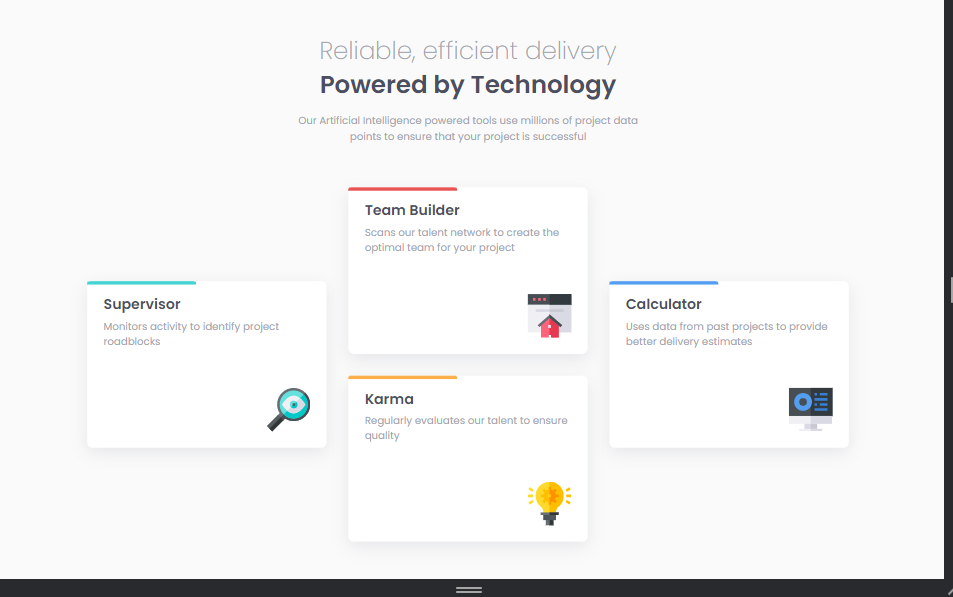 Reliable, efficient delivery
Powered by Technology
Our Artificial Intelligence powered tools use millions of project data
points to ensure that your project is successful
Supervisor
Monitors activity to identify project
roadblocks
Team Builder
Scans our talent network to create the
optimal team for your project
Karma
Regularly evaluates our talent to ensure
quality
Calculator
Uses data from past projects to provide
better delivery estimates